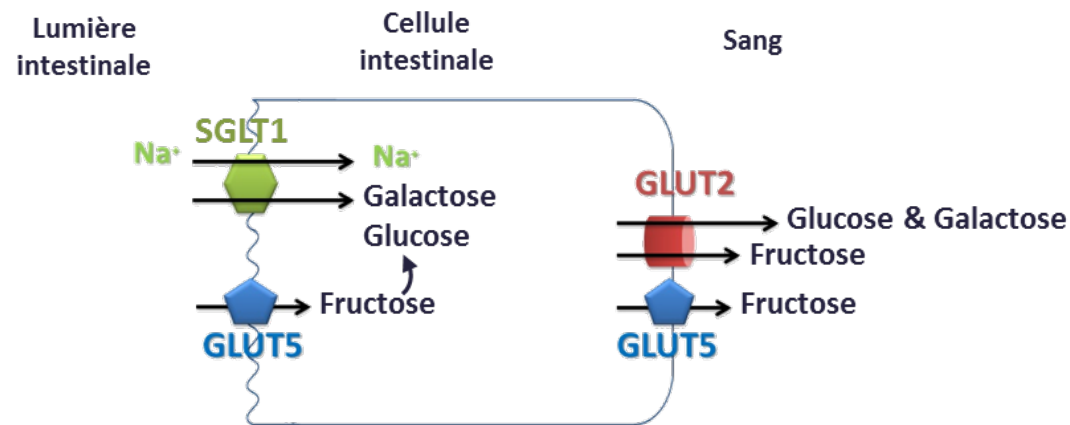 Lumière
intestinale
Cellule
intestinale
Sang
SGLT1
Na⁺
Na⁺
Galactose
Glucose
Fructose
GLUT5
GLUT2
Glucose & Galactose
Fructose
Fructose
GLUT5